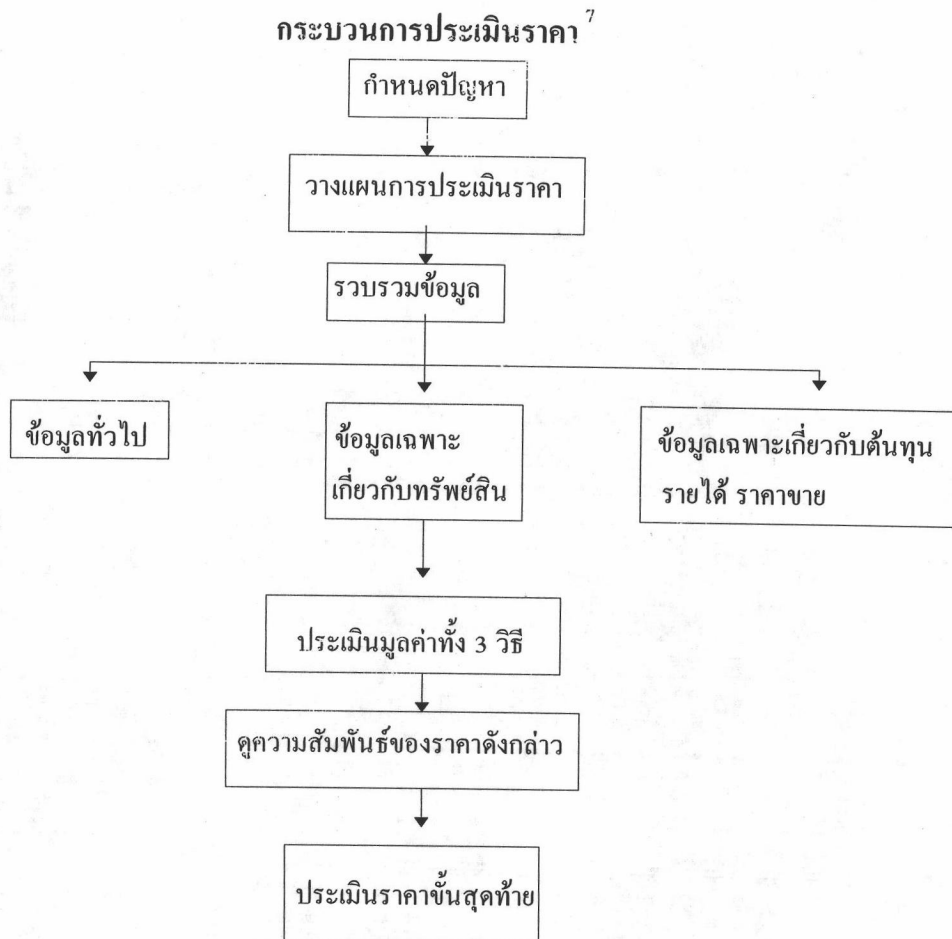 กระบวนการประเมินราคา 7
กำหนดปัญหา
วางแผนการประเมินราคา
รวบรวมข้อมูล
ข้อมูลทั่วไป
ข้อมูลเฉพาะ
เกี่ยวกับทรัพย์สิน
ข้อมูลเฉพาะเกี่ยวกับต้นทุน
รายได้ ราคาขาย
ประเมินมูลค่าทั้ง 3 วิธี
ดูความสัมพันธ์ของราคาดังกล่าว
ประเมินราคาขั้นสุดท้าย